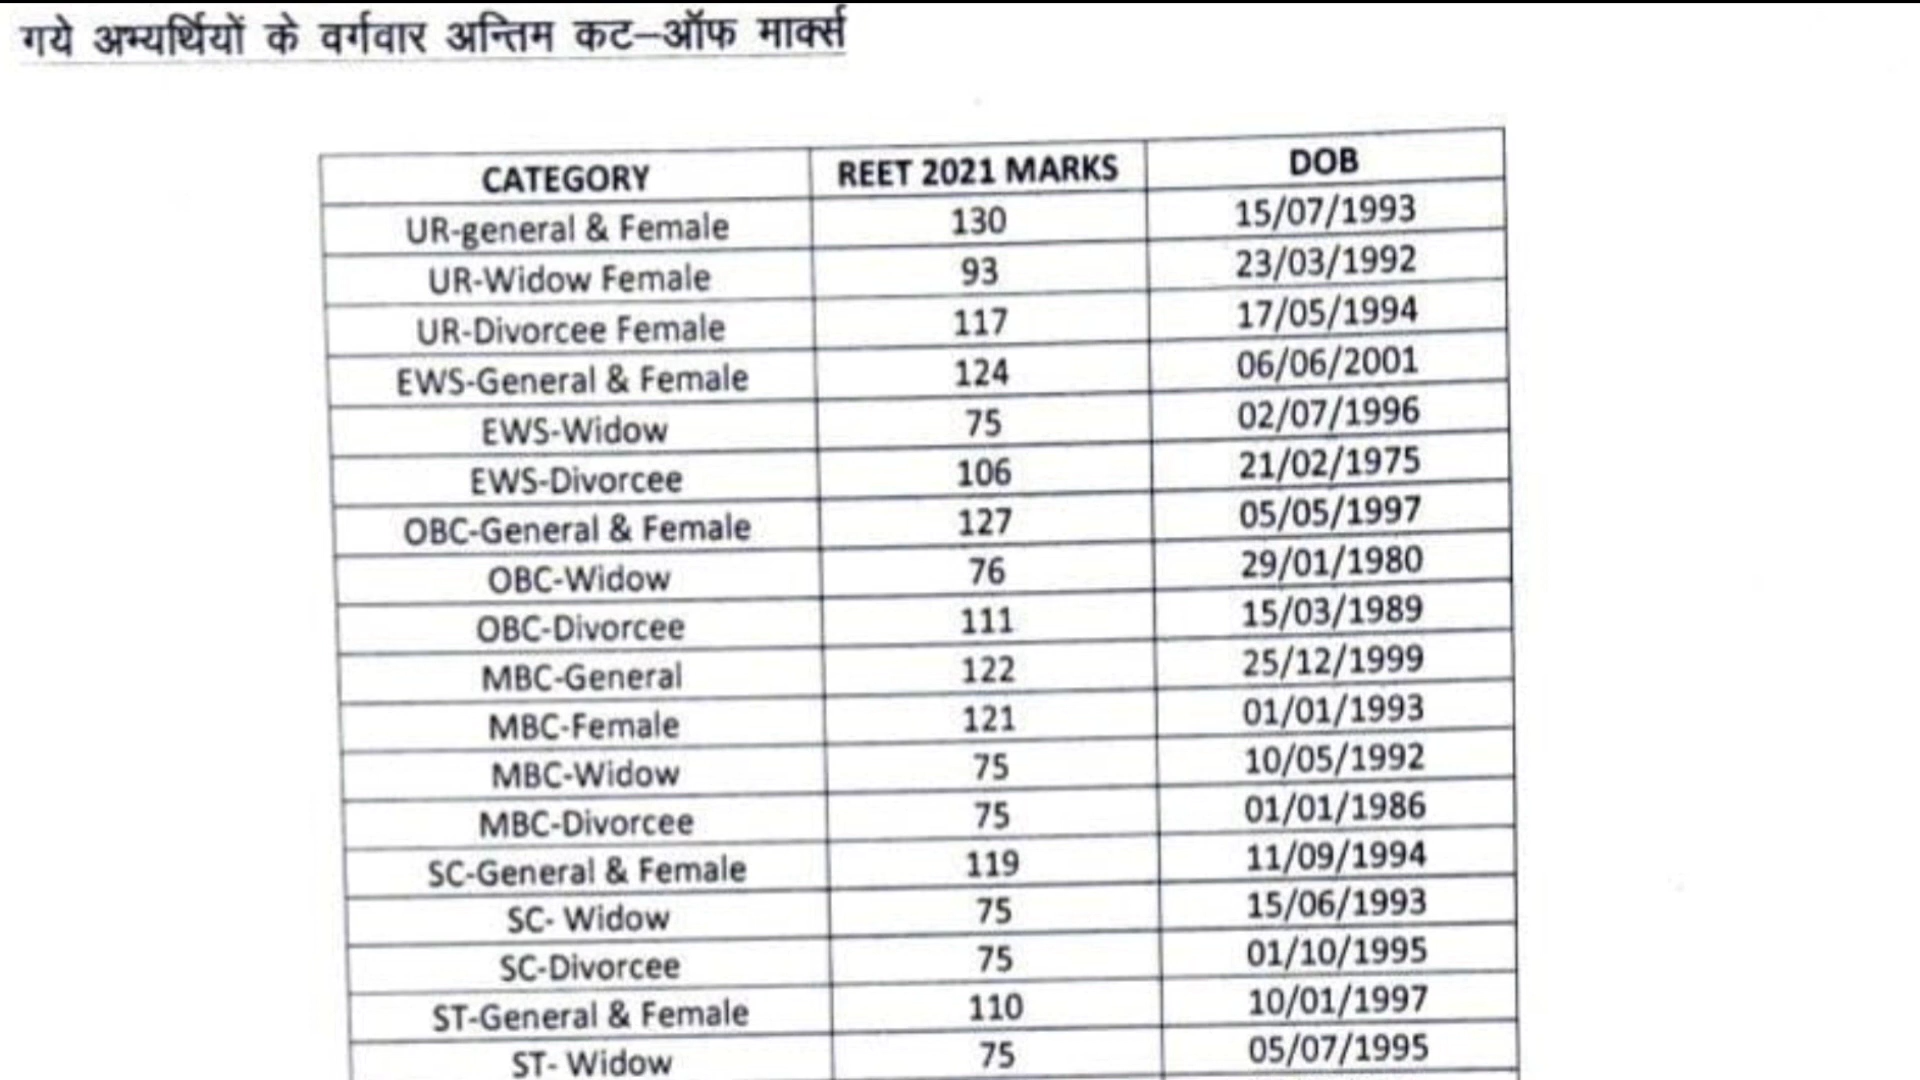 गये अभ्यर्थियों के वर्गवार अन्तिम कट–ऑफ मार्क्स
CATEGORY REET 2021 MARKS DOB
UR-general & Female 130 15/07/1993
UR-Widow Female 93 23/03/1992
UR-Divorcee Female 117 17/05/1994
EWS-General & Female 124 06/06/2001
EWS-Widow 75 02/07/1996
EWS-Divorcee 106 21/02/1975
OBC-General & Female 127 05/05/1997
OBC-Widow 76 29/01/1980
OBC-Divorcee 111 15/03/1989
MBC-General 122 25/12/1999
MBC-Female 121 01/01/1993
MBC-Widow 75 10/05/1992
MBC-Divorcee 75 01/01/1986
SC-General & Female 119 11/09/1994
SC- Widow 75 15/06/1993
SC-Divorcee 75 01/10/1995
ST-General & Female 110 10/01/1997
ST- Widow 75 05/07/1995